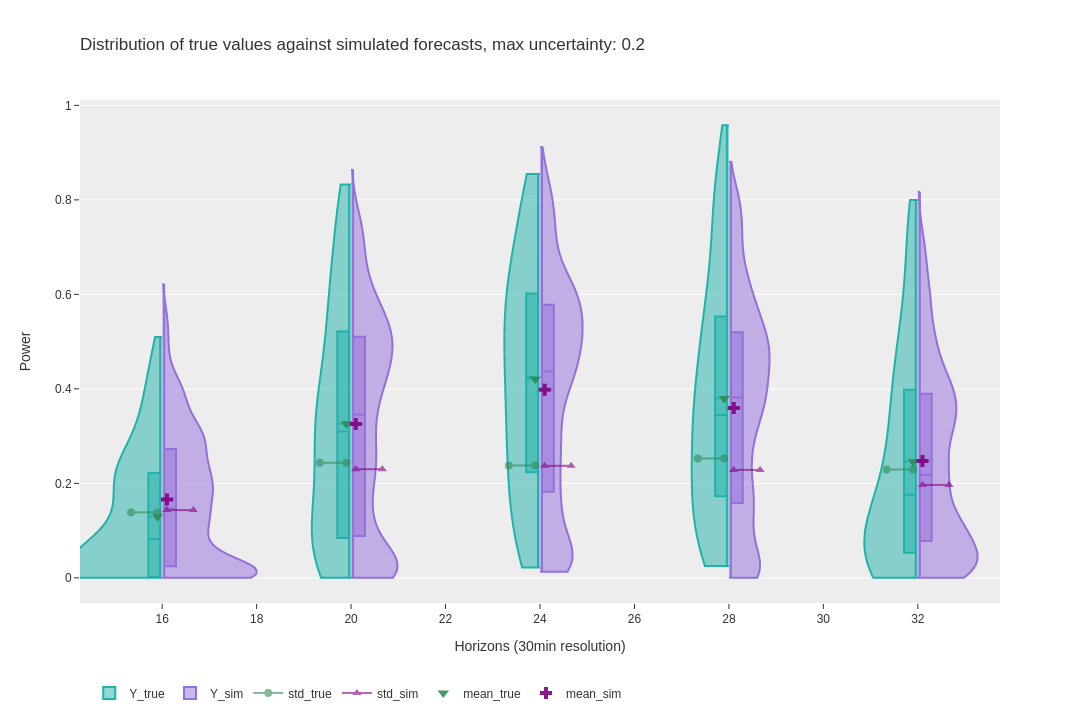 Distribution of true values against simulated forecasts, max uncertainty: 0.2
1
0.8
0.6
0.4
0.2
0
Power
16 18 20 22 24 26 28 30 32
Horizons (30min resolution)
Y_true Y_sim std_true std_sim mean_true mean_sim